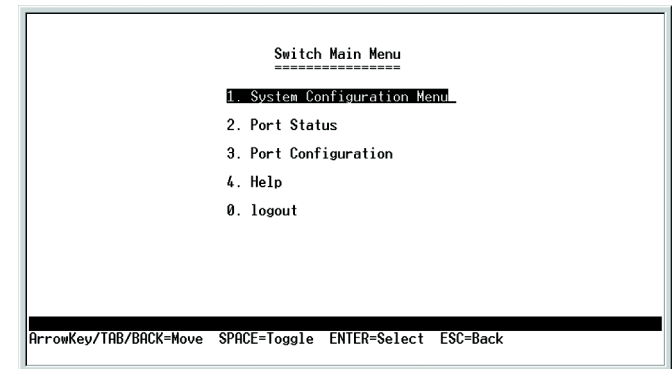 Switch Main Menu
================
1. System Configuration Menu_
2. Port Status
3. Port Configuration
4. Help
0. logout
ArrowKey/TAB/BACK=Move SPACE=Toggle ENTER=Select ESC=Back